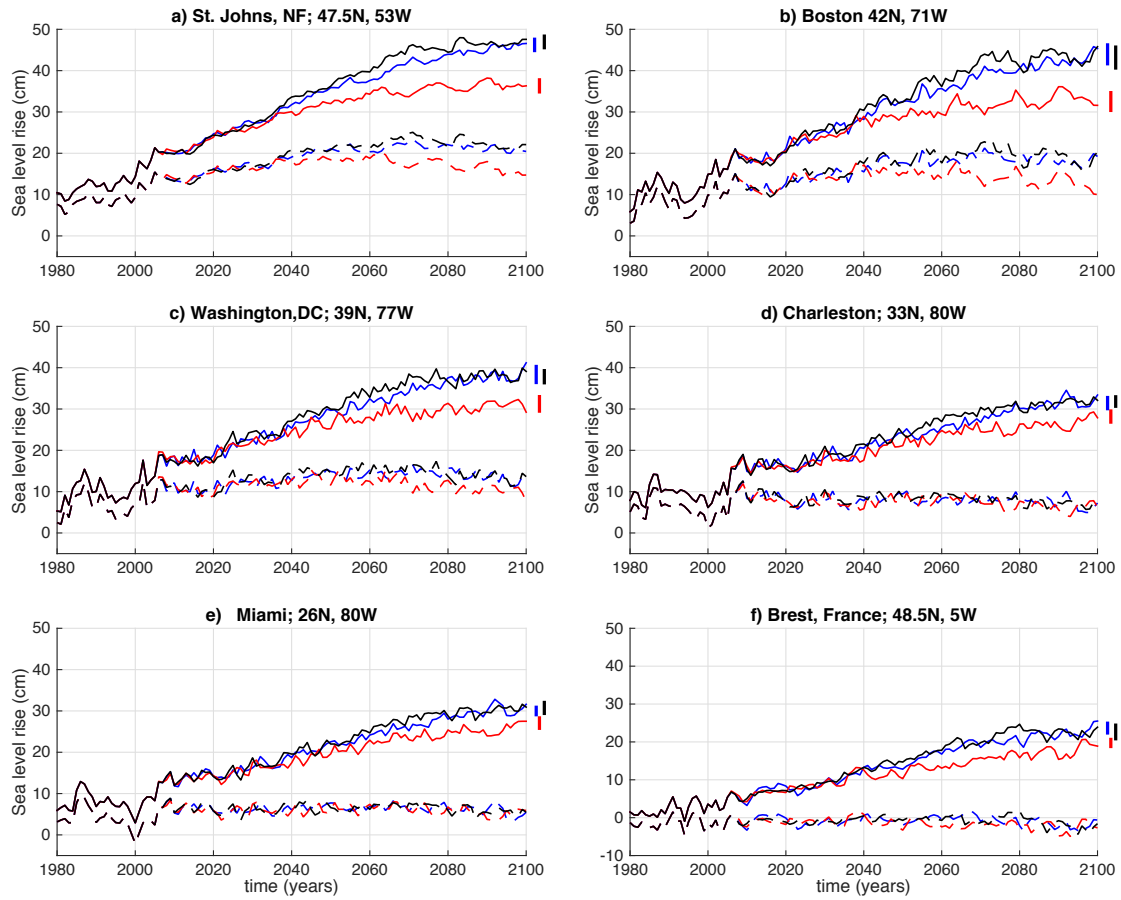 a) St. Johns, NF; 47.5N, 53W
50
40
30
20
10
0
Sea level rise (cm)
1980 2000 2020 2040 2060 2080 2100
b) Boston 42N, 71W
50
40
30
20
10
0
Sea level rise (cm)
1980 2000 2020 2040 2060 2080 2100
c) Washington,DC; 39N, 77W
50
40
30
20
10
0
Sea level rise (cm)
1980 2000 2020 2040 2060 2080 2100
d) Charleston; 33N, 80W
50
40
30
20
10
0
Sea level rise (cm)
1980 2000 2020 2040 2060 2080 2100
e) Miami; 26N, 80W
50
40
30
20
10
0
Sea level rise (cm)
1980 2000 2020 2040 2060 2080 2100
time (years)
f) Brest, France; 48.5N, 5W
50
40
30
20
10
0
-10
Sea level rise (cm)
1980 2000 2020 2040 2060 2080 2100
time (years)